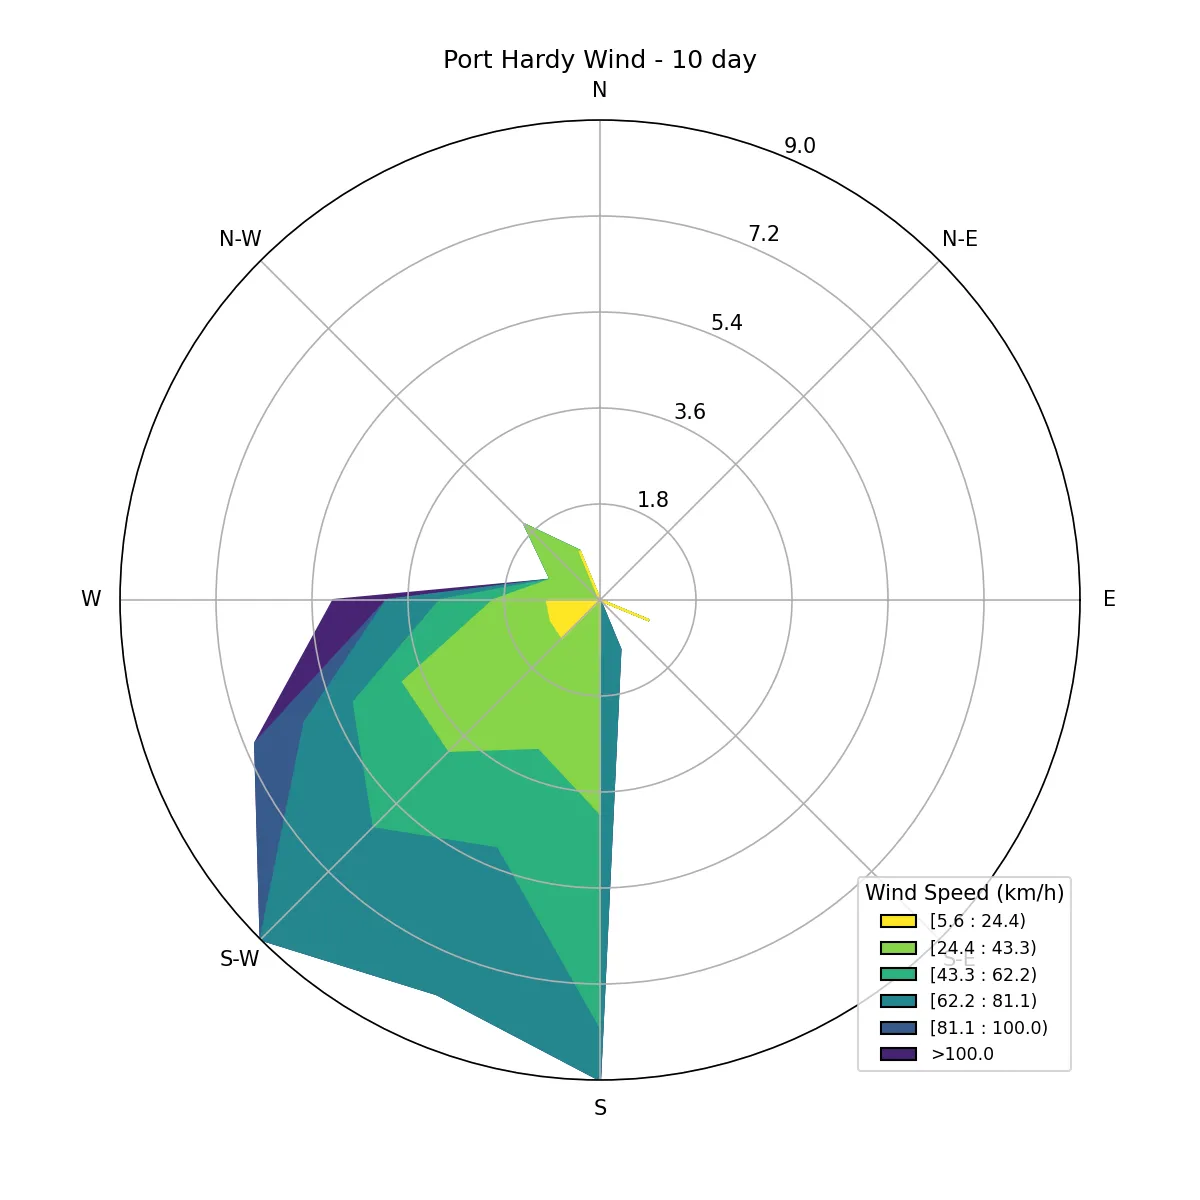 Port Hardy Wind - 10 day
N
9.0
N-W
N-E
7.2
5.4
3.6
1.8
W
E
S-W
S-E
S
Wind Speed (km/h)
[5.6 : 24.4)
[24.4 : 43.3)
[43.3 : 62.2)
[62.2 : 81.1)
[81.1 : 100.0)
>100.0